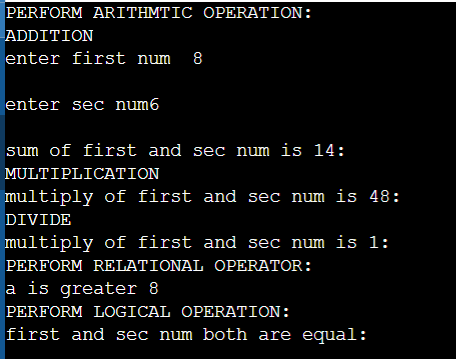 PERFORM ARITHMTIC OPERATION:
ADDITION
enter first num  8
enter sec num6
sum of first and sec num is 14:
MULTIPLICATION
multiply of first and sec num is 48:
DIVIDE
multiply of first and sec num is 1:
PERFORM RELATIONAL OPERATOR:
a is greater 8
PERFORM LOGICAL OPERATION:
first and sec num both are equal: